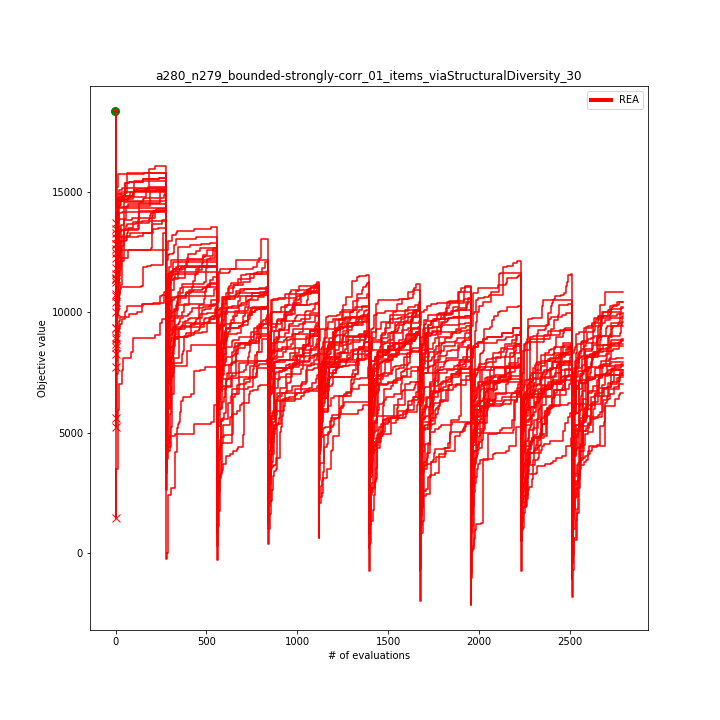 a280_n279_bounded-strongly-corr_01_items_viaStructuralDiversity_30
REA
15000
10000
5000
0
Objective value
0 500 1000 1500 2000 2500
# of evaluations